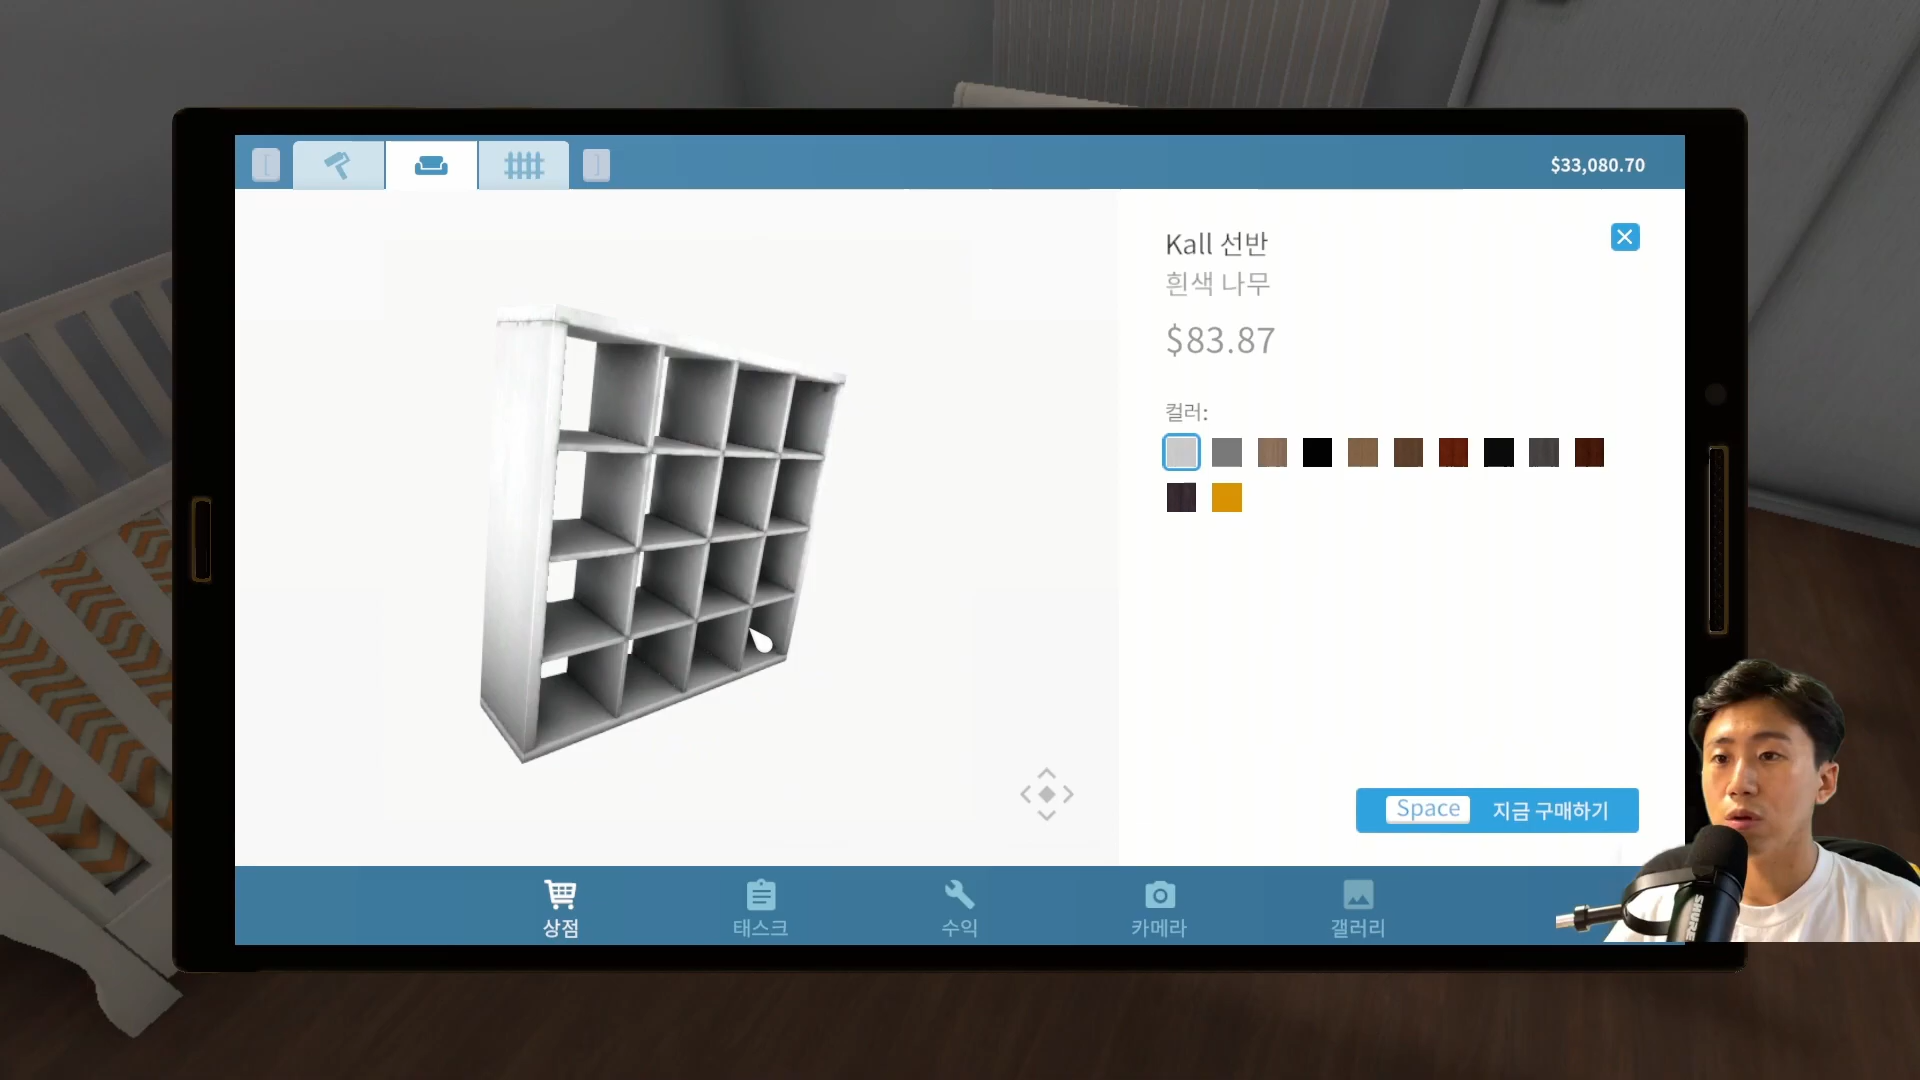 [
]
$33,080.70
Kall 선반
흰색 나무
$83.87
컬러:
Space 지금 구매하기
상점
태스크
수익
카메라
갤러리
SHURE